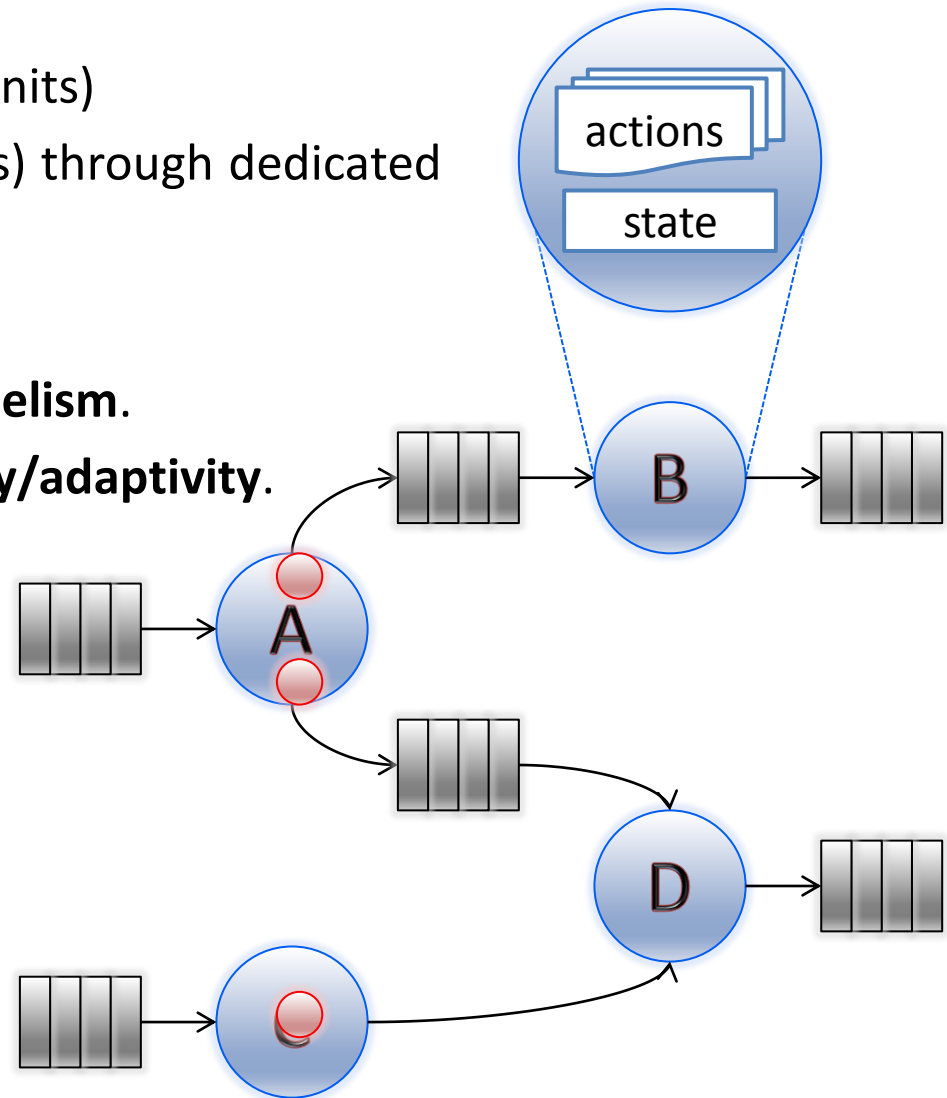 nits)
s) through dedicated
actions
state
elism.
y/adaptivity.
B
A
D
C